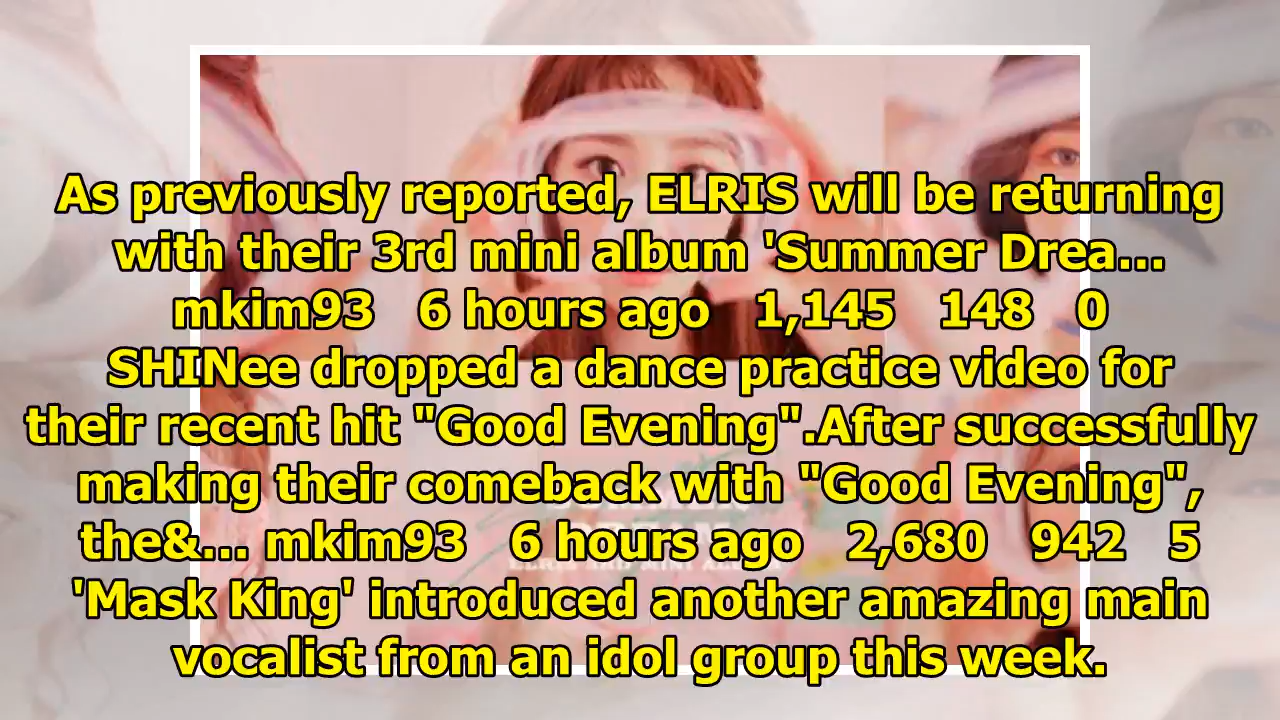 As previously reported, ELRIS will be returning
with their 3rd mini album 'Summer Drea...
mkim93 6 hours ago 1,145 148 0
SHINee dropped a dance practice video for
their recent hit "Good Evening".After successfully
making their comeback with "Good Evening",
the&... mkim93 6 hours ago 2,680 942 5
'Mask King' introduced another amazing main
vocalist from an idol group this week.